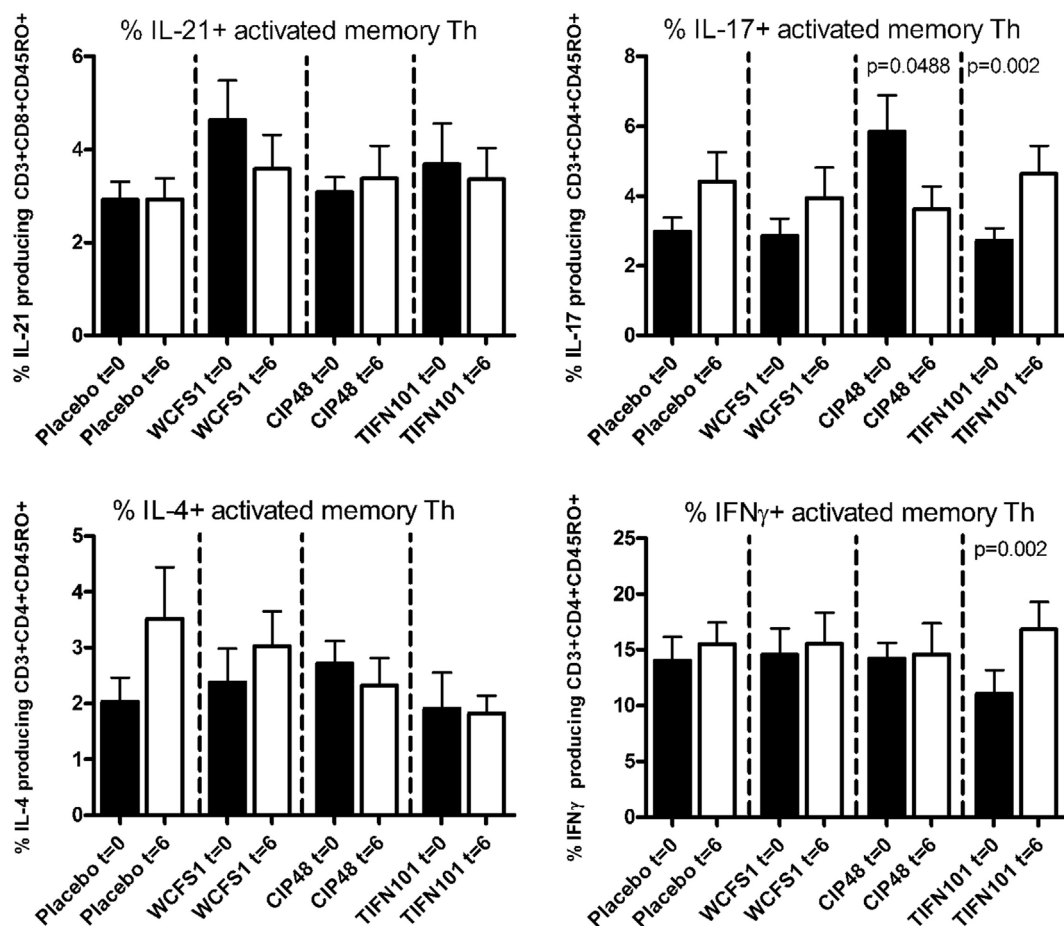 % IL-21+ activated memory Th
% IL-21 producing CD3+CD8+CD45RO+
6
4
2
0
Placebo t=0
Placebo t=6
WCFS1 t=0
WCFS1 t=6
CIP48 t=0
CIP48 t=6
TIFN101 t=0
TIFN101 t=6
% IL-17+ activated memory Th
% IL-17 producing CD3+CD4+CD45RO+
8
6
4
2
0
p=0.0488
p=0.002
Placebo t=0
Placebo t=6
WCFS1 t=0
WCFS1 t=6
CIP48 t=0
CIP48 t=6
TIFN101 t=0
TIFN101 t=6
% IL-4+ activated memory Th
% IL-4 producing CD3+CD4+CD45RO+
5
4
3
2
1
0
Placebo t=0
Placebo t=6
WCFS1 t=0
WCFS1 t=6
CIP48 t=0
CIP48 t=6
TIFN101 t=0
TIFN101 t=6
% IFNγ+ activated memory Th
% IFNγ producing CD3+CD4+CD45RO+
25
20
15
10
5
0
p=0.002
Placebo t=0
Placebo t=6
WCFS1 t=0
WCFS1 t=6
CIP48 t=0
CIP48 t=6
TIFN101 t=0
TIFN101 t=6